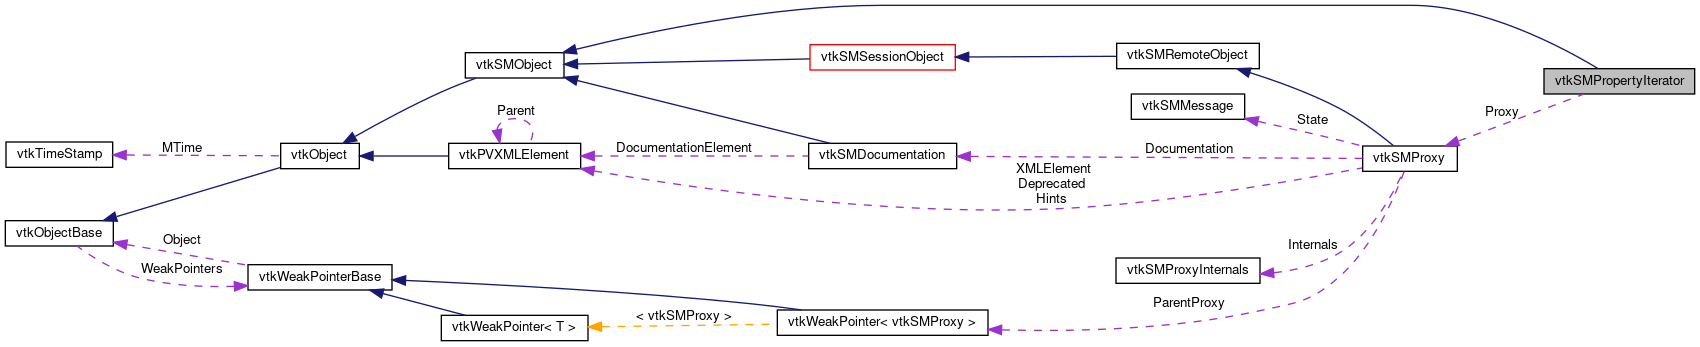 vtkSMPropertyIterator
vtkSMRemoteObject
vtkSMSessionObject
vtkSMObject
vtkSMMessage
Proxy
Parent
State
MTime
DocumentationElement
Documentation
vtkTimeStamp
vtkObject
vtkPVXMLElement
vtkSMDocumentation
vtkSMProxy
XMLElement
Deprecated
Hints
vtkObjectBase
Object
Internals
WeakPointers
vtkWeakPointerBase
vtkSMProxyInternals
ParentProxy
< vtkSMProxy >
vtkWeakPointer< T >
vtkWeakPointer< vtkSMProxy >